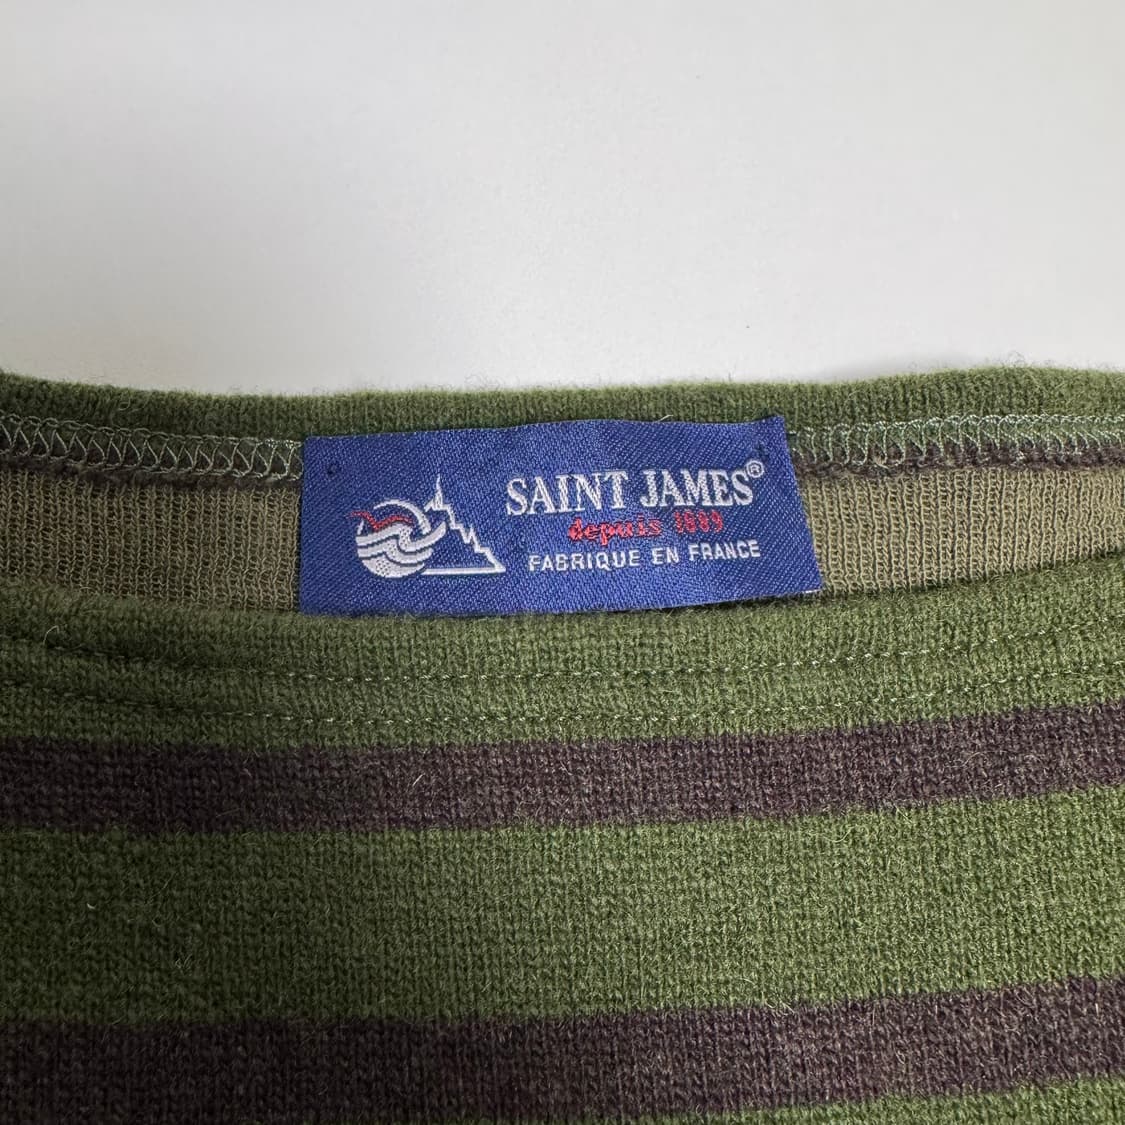 SAINT JAMES®
depuis 1889
FABRIQUE EN FRANCE